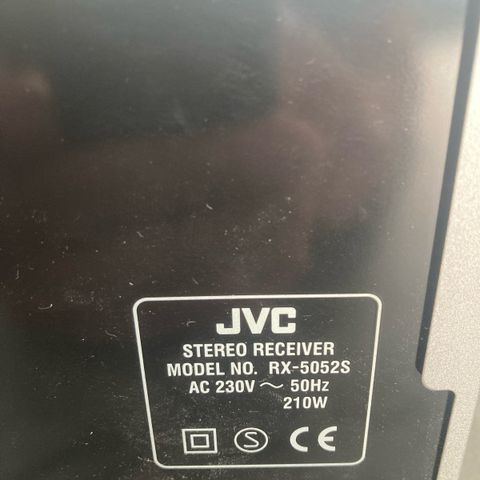 JVC
STEREO RECEIVER
MODEL NO. RX-5052S
AC 230V ~ 50Hz
210W
S CE